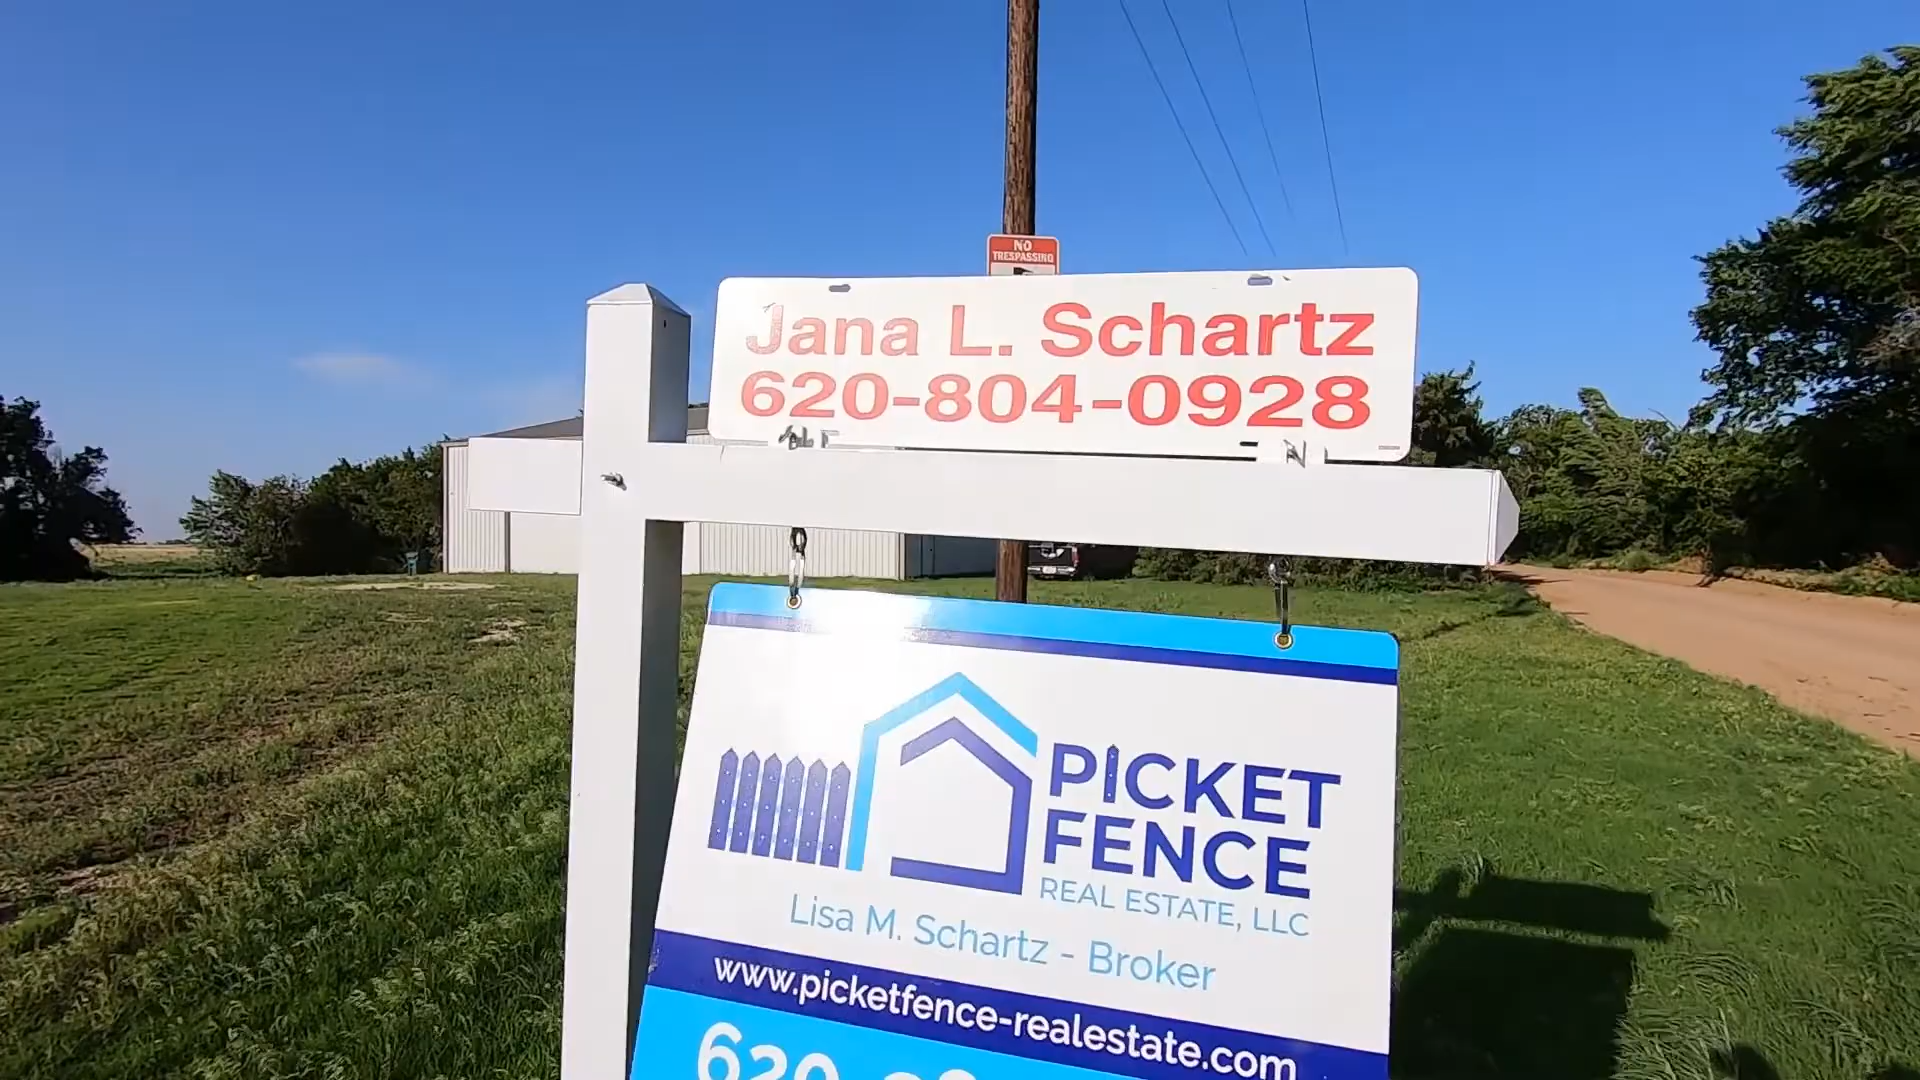 NO
TRESPASSING
Jana L. Schartz
620-804-0928
PICKET
FENCE
REAL ESTATE, LLC
Lisa M. Schartz - Broker
www.picketfence-realestate.com
620